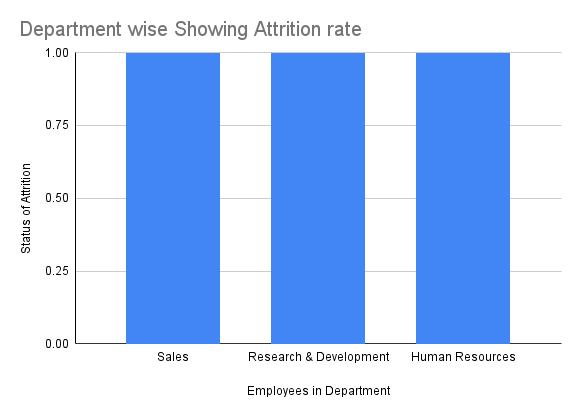 Department wise Showing Attrition rate
1.00
0.75
0.50
0.25
0.00
Status of Attrition
Sales
Research & Development
Human Resources
Employees in Department